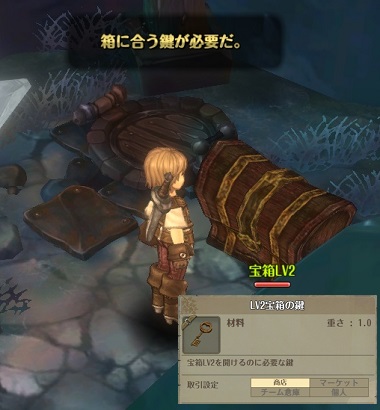 箱に合う鍵が必要だ。
宝箱LV2
LV2宝箱の鍵
材料 重さ : 1.0
宝箱LV2を開けるのに必要な鍵
取引設定 商店 マーケット
チーム倉庫 個人